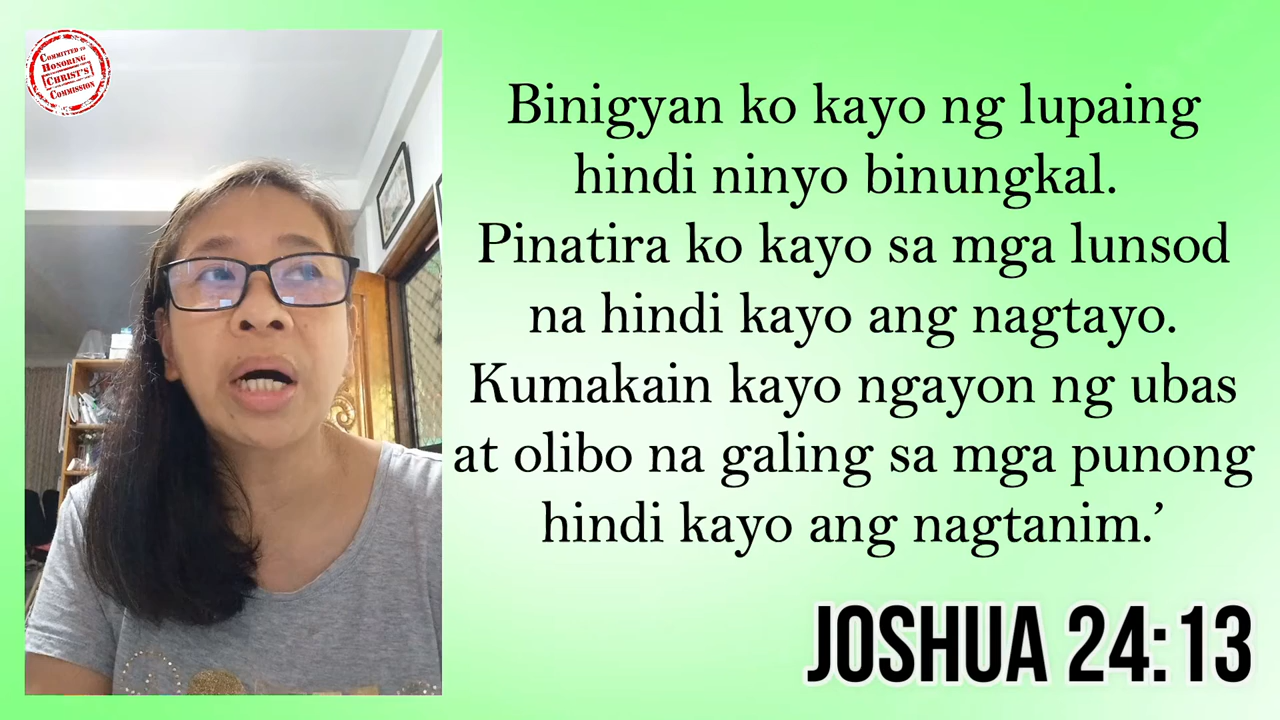 COMMITTED TO
HONORING
CHRIST'S
COMMISSION
Binigyan ko kayo ng lupaing
hindi ninyo binungkal.
Pinatira ko kayo sa mga lunsod
na hindi kayo ang nagtayo.
Kumakain kayo ngayon ng ubas
at olibo na galing sa mga punong
hindi kayo ang nagtanim.’
JOSHUA 24:13